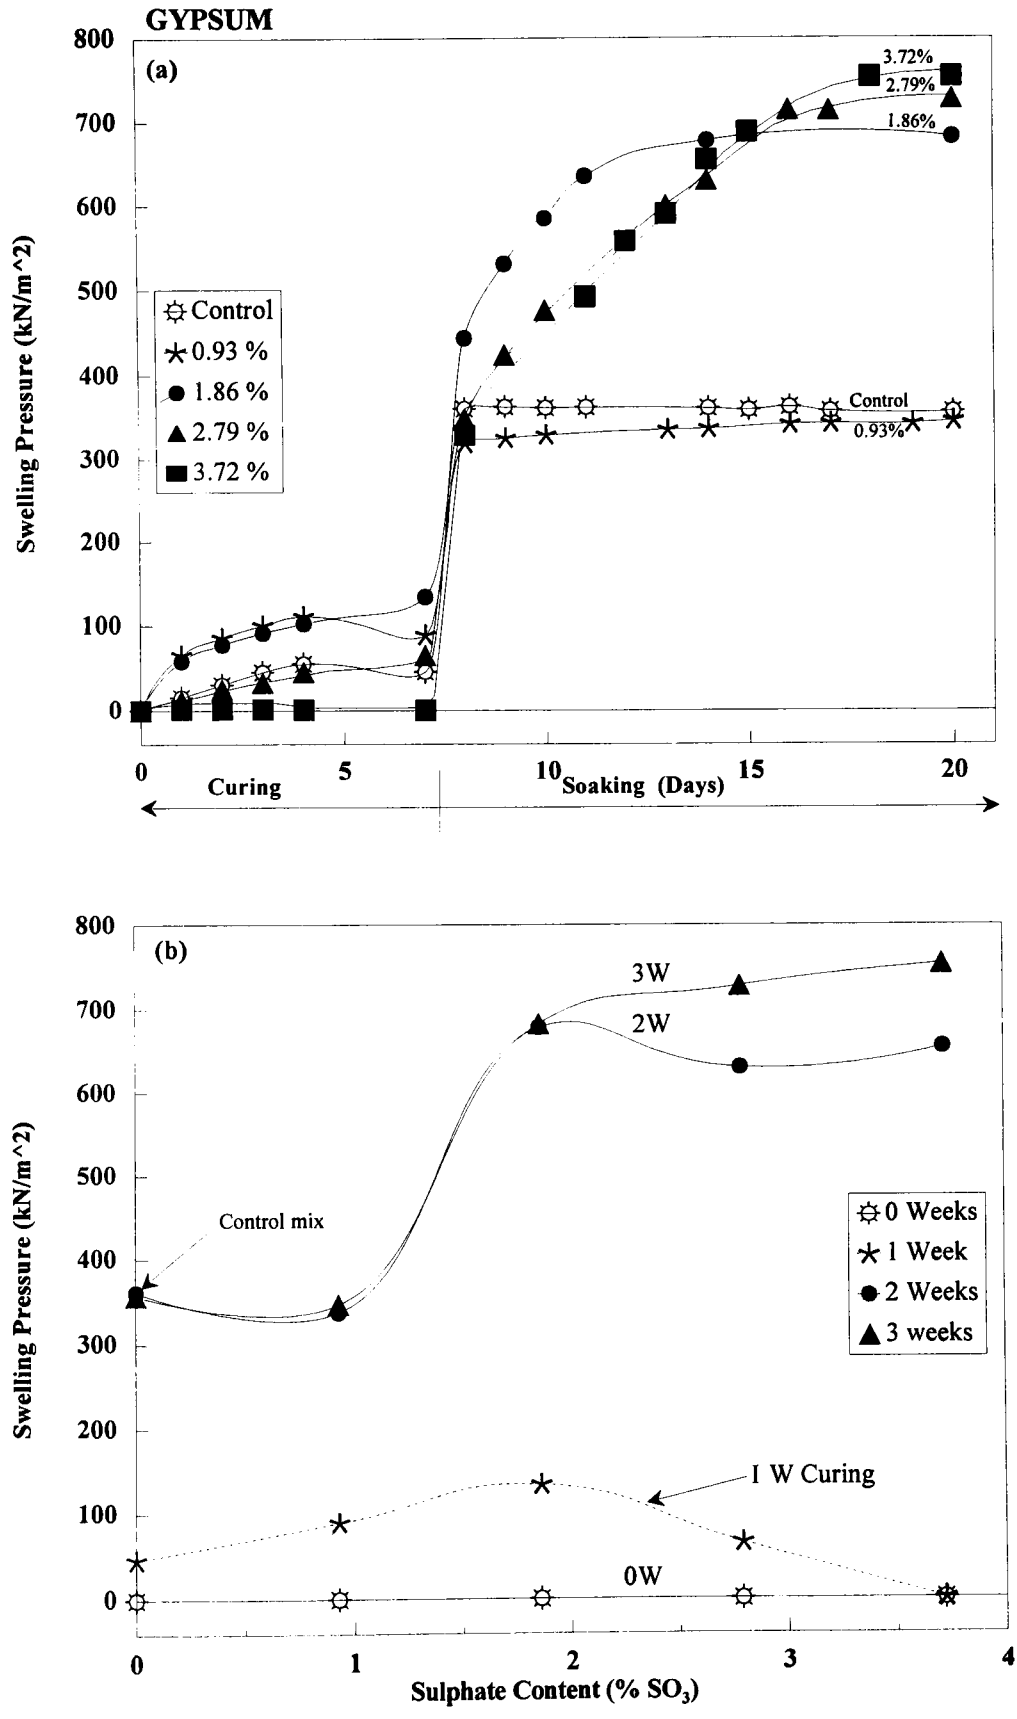 GYPSUM
(a)
800
700
600
500
400
300
200
100
0
Swelling Pressure (kN/m^2)
3.72%
2.79%
1.86%
Control
0.93%
Control
0.93 %
1.86 %
2.79 %
3.72 %
0 5 10 15 20
Curing Soaking (Days)
(b)
800
700
600
500
400
300
200
100
0
Swelling Pressure (kN/m^2)
3W
2W
Control mix
0 Weeks
1 Week
2 Weeks
3 weeks
1 W Curing
0W
0 1 2 3 4
Sulphate Content (% SO₃)